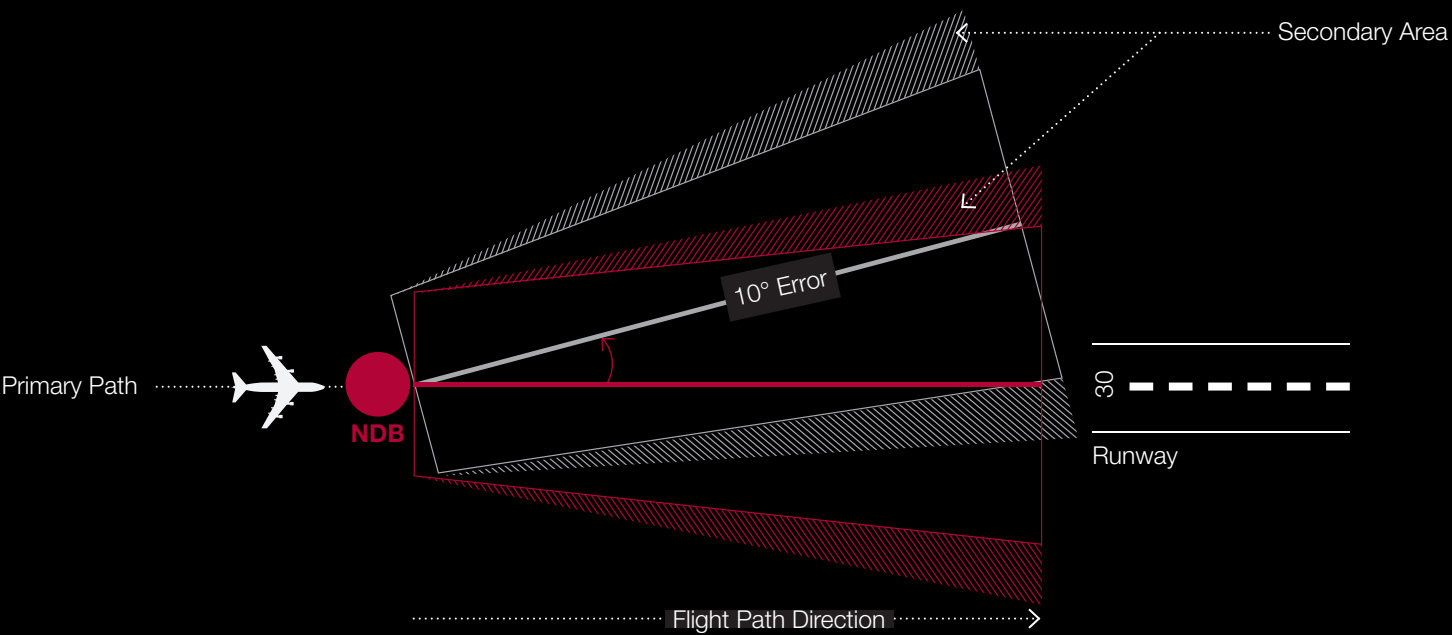 Secondary Area
10° Error
Primary Path
NDB
30
Runway
Flight Path Direction